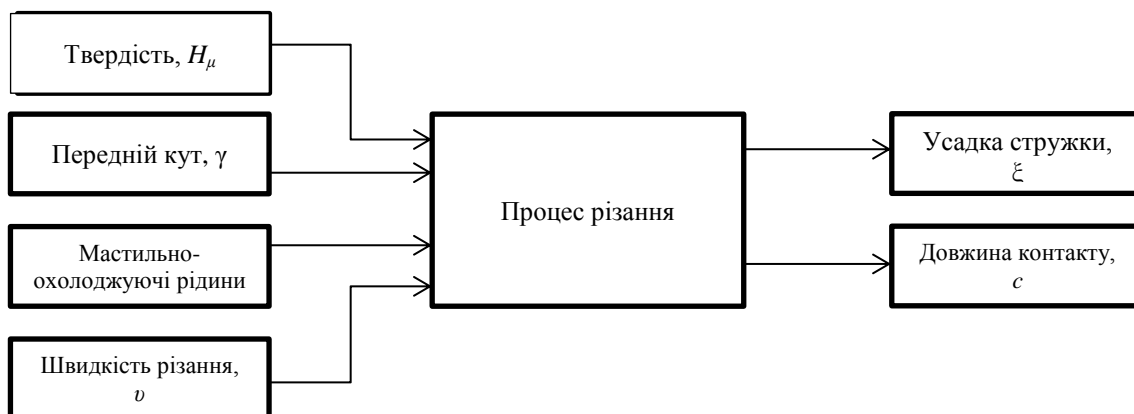 Твердість, Hμ
Передній кут, γ
Мастильно-
охолоджуючі рідини
Швидкість різання,
υ
Процес різання
Усадка стружки,
ξ
Довжина контакту,
c